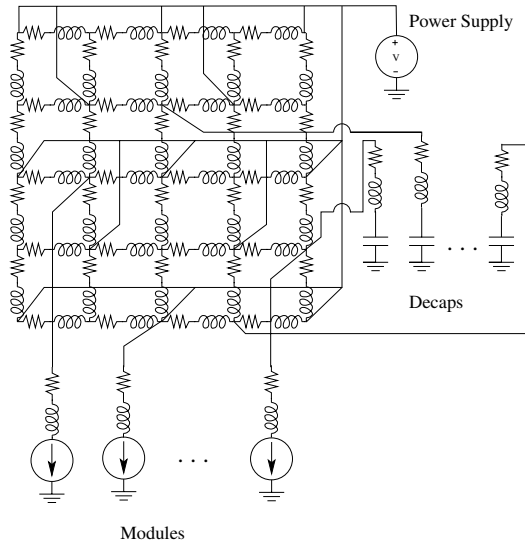 Power Supply
+
V
−
. . .
Decaps
. . .
Modules